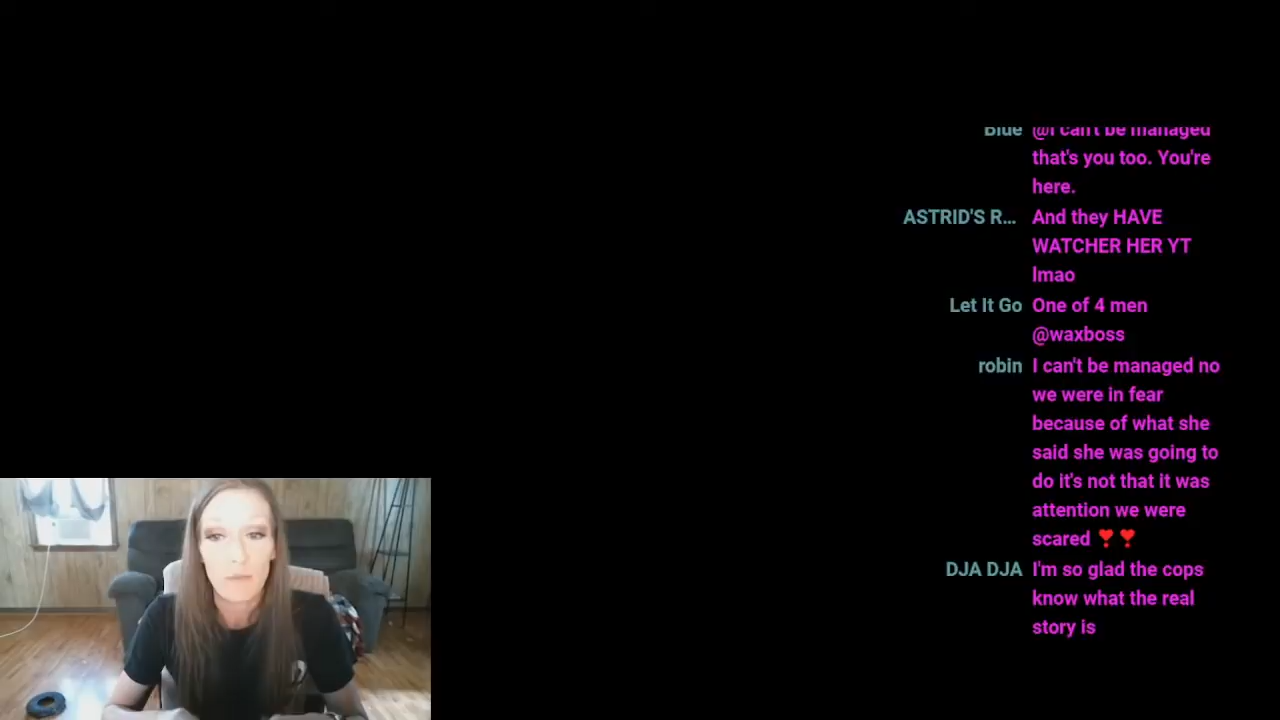 Blue @I can't be managed
that's you too. You're
here.
ASTRID'S R... And they HAVE
WATCHER HER YT
lmao
Let It Go One of 4 men
@waxboss
robin I can't be managed no
we were in fear
because of what she
said she was going to
do it's not that it was
attention we were
scared ❣❣
DJA DJA I'm so glad the cops
know what the real
story is